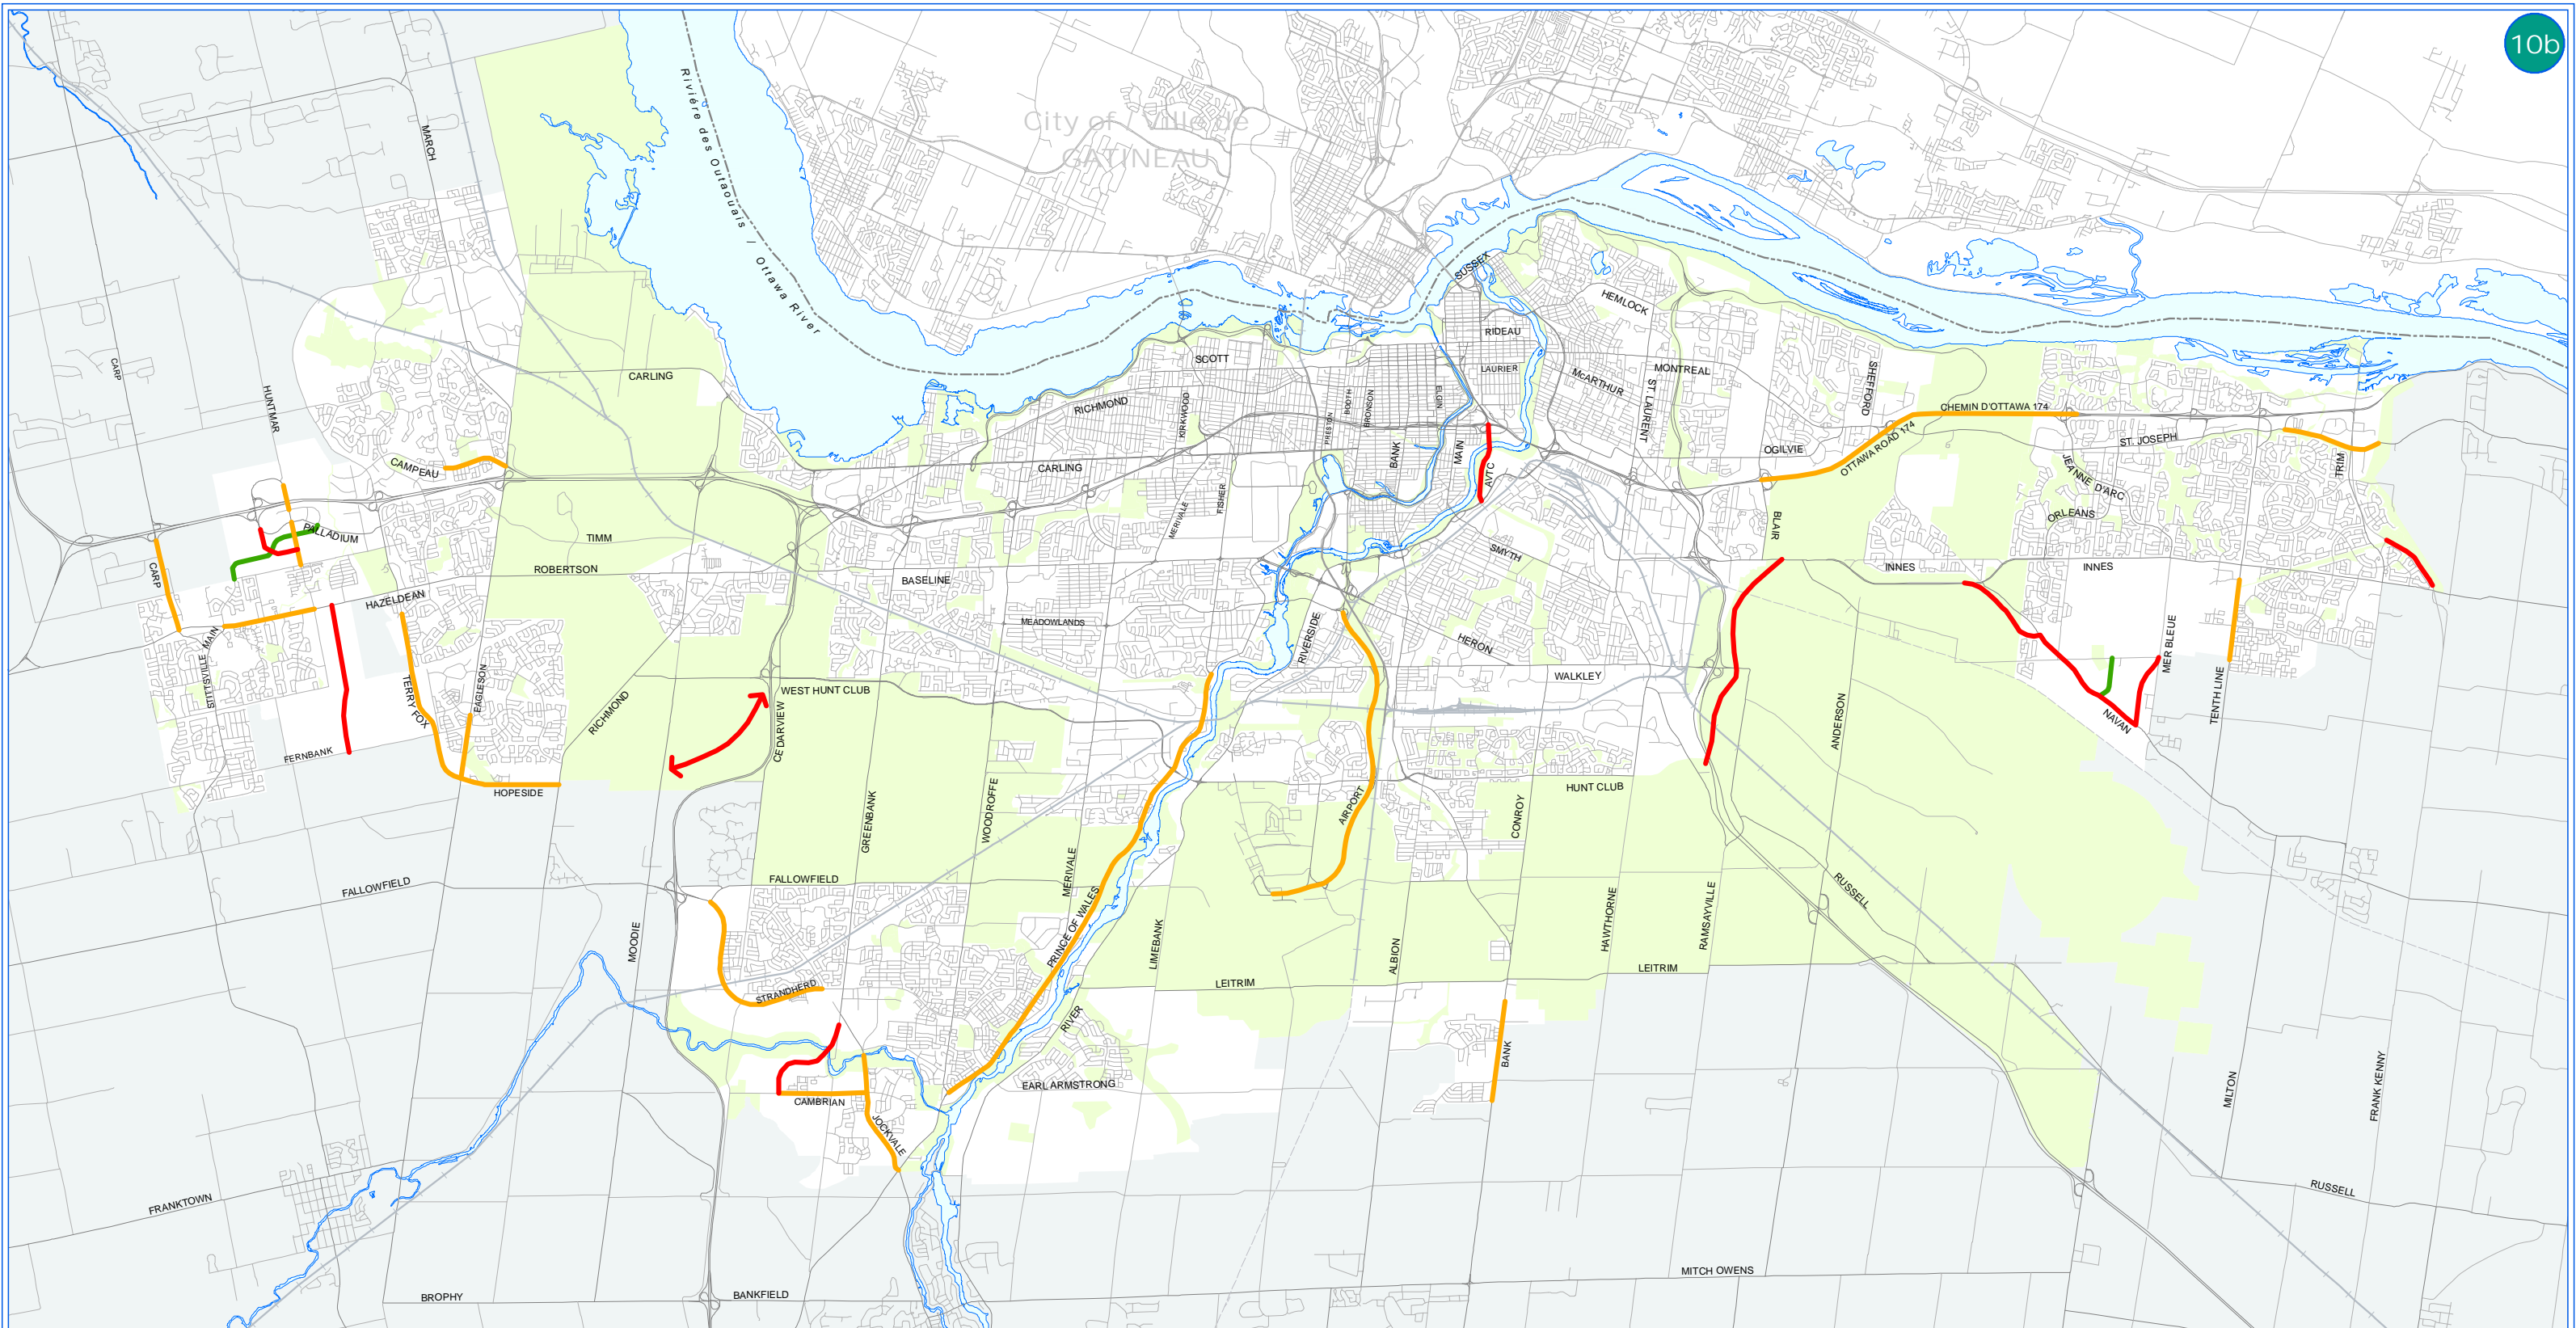 10b
City of / Ville de
GATINEAU
Rivière des Outaouais / Ottawa River
MARCH
CARP
HUNTMAR
CARLING
SUSSEX
HEMLOCK
RIDEAU
SCOTT
LAURIER
McARTHUR
MONTREAL
ST. LAURENT
SHEFFORD
RICHMOND
KIRKWOOD
PRESTON
BOOTH
BRONSON
ELGIN
CHEMIN D'OTTAWA 174
OTTAWA ROAD 174
OGILVIE
ST. JOSEPH
JEANNE D'ARC
TRIM
ORLEANS
CAMPEAU
CARLING
BANK
MAIN
AVTC
MERIVALE
FISHER
PALLADIUM
TIMM
ROBERTSON
BASELINE
SMYTH
BLAIR
INNES
INNES
CARP
HAZELDEAN
MEADOWLANDS
RIVERSIDE
HERON
MER BLEUE
STITTSVILLE MAIN
TERRY FOX
EAGLESON
RICHMOND
WEST HUNT CLUB
WALKLEY
CEDARVIEW
ANDERSON
TENTH LINE
NAVAN
FERNBANK
HOPESIDE
GREENBANK
WOODROFFE
AIRPORT
HUNT CLUB
CONROY
FALLOWFIELD
FALLOWFIELD
MERIVALE
PRINCE OF WALES
RUSSELL
MOODIE
LIMEBANK
ALBION
HAWTHORNE
RAMSAYVILLE
STRANDHERD
LEITRIM
LEITRIM
RIVER
BANK
EARL ARMSTRONG
CAMBRIAN
JOCKVALE
MILTON
FRANK KENNY
FRANKTOWN
RUSSELL
BROPHY
BANKFIELD
MITCH OWENS